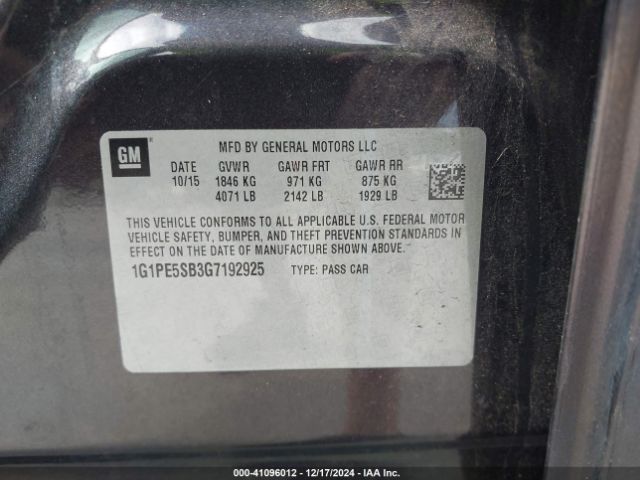 GM
MFD BY GENERAL MOTORS LLC
DATE GVWR GAWR FRT GAWR RR
10/15 1846 KG 971 KG 875 KG
4071 LB 2142 LB 1929 LB
THIS VEHICLE CONFORMS TO ALL APPLICABLE U.S. FEDERAL MOTOR
VEHICLE SAFETY, BUMPER, AND THEFT PREVENTION STANDARDS IN
EFFECT ON THE DATE OF MANUFACTURE SHOWN ABOVE.
1G1PE5SB3G7192925 TYPE: PASS CAR
000-41096012 - 12/17/2024 - IAA Inc.